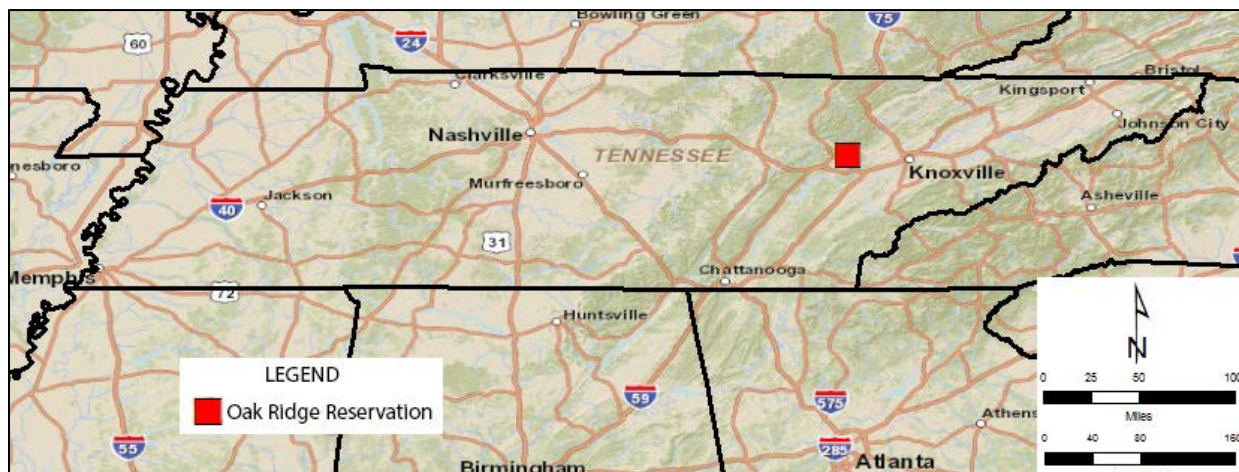 Bowling Green
75
60
24
Clarksville
Kingsport
Bristol
Johnson City
Nashville
TENNESSEE
Knoxville
nesboro
Murfreesboro
Asheville
Jackson
40
31
Memphis
Chattanooga
72
Huntsville
N
LEGEND
Oak Ridge Reservation
0 25 50 100
Miles
0 40 80 160
59
575
Athens
55
285
Atlanta
Birmingham